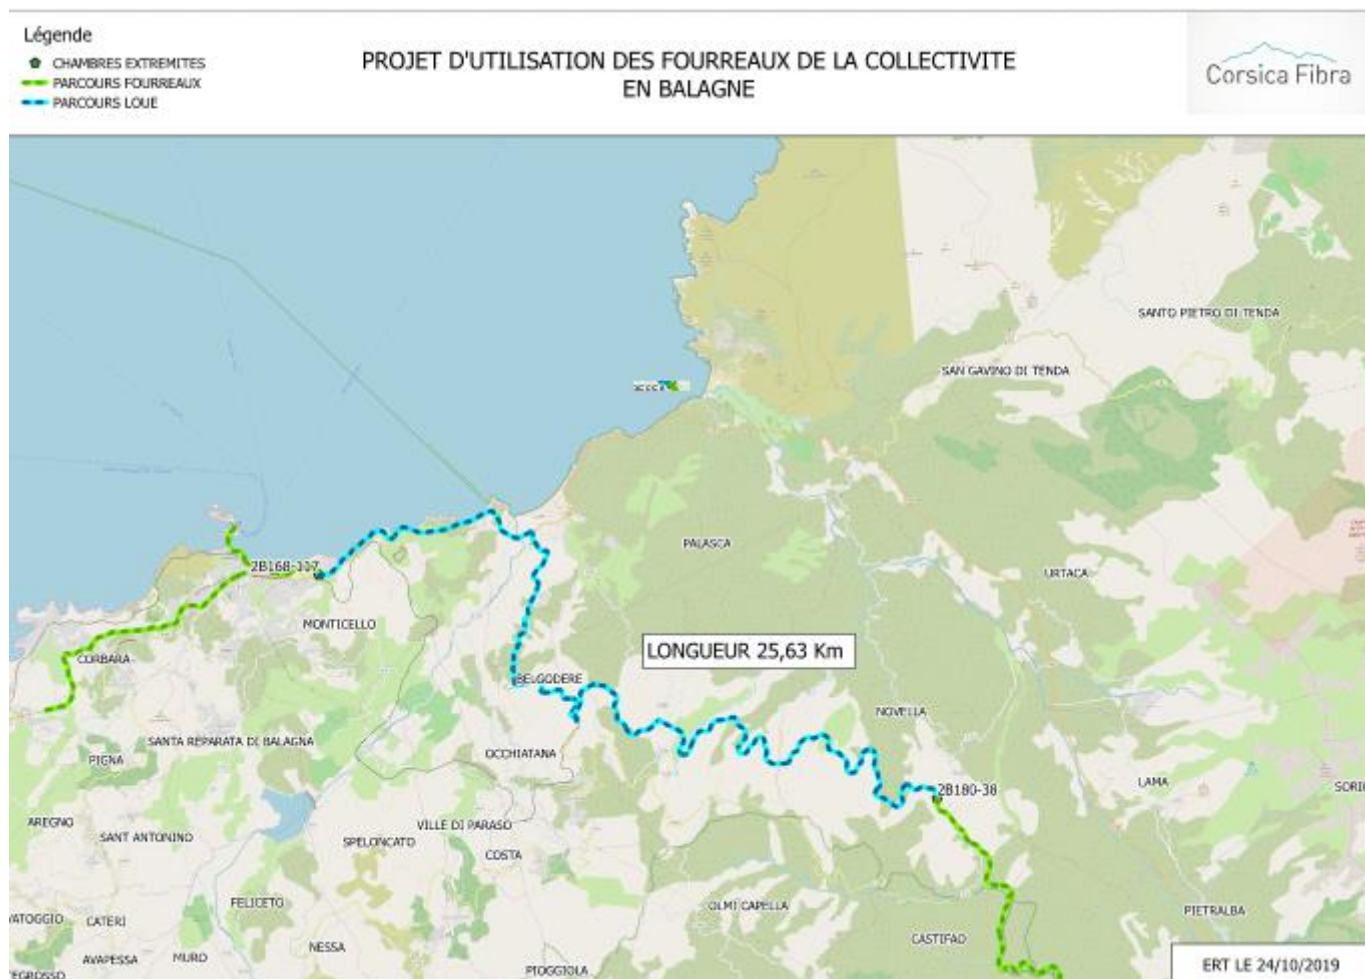 Légende
CHAMBRES EXTREMITES
PARCOURS FOURREAUX
PARCOURS LOUE
PROJET D'UTILISATION DES FOURREAUX DE LA COLLECTIVITE
EN BALAGNE
Corsica Fibra
SANTO PIETRO DI TENDA
SAN GAVINO DI TENDA
PALASCA
2B168-117
URTACA
MONTICELLO
LONGUEUR 25,63 Km
CORBARA
BELGODERE
NOVELLA
SANTA REPARATA DI BALAGNA
OCCHIATANA
PIGNA
LAMA
2B180-38
SORI
AREGNO
VILLE DI PARASO
SANT ANTONINO
SPELONCATO
COSTA
FELICETO
OLMI CAPELLA
PIETRALBA
VATOGGIO
CATERI
CASTIFAO
NESSA
MURO
AVAPESSA
PIOGGIOLA
EGROSSO
ERT LE 24/10/2019